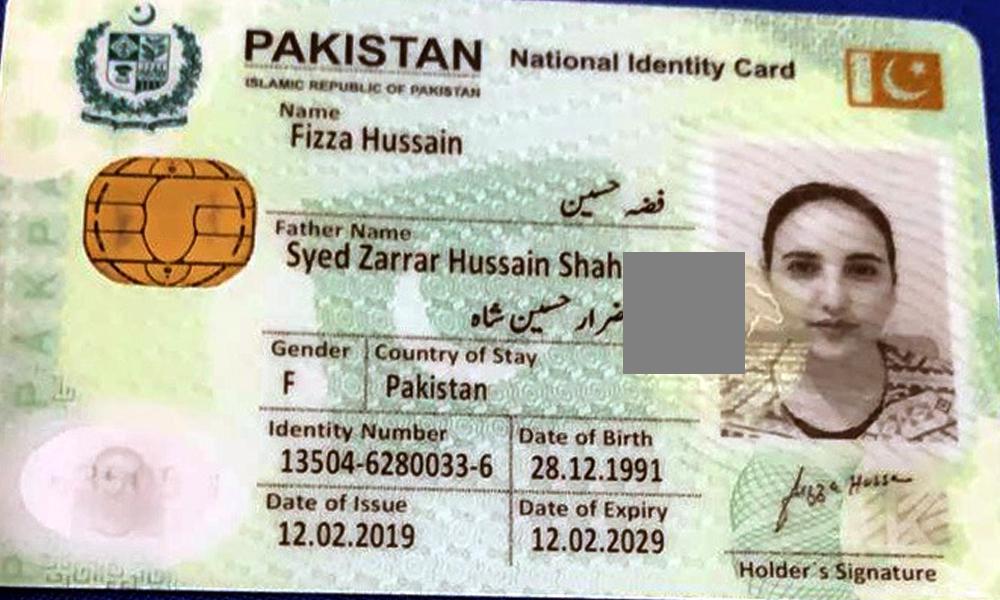 PAKISTAN National Identity Card
ISLAMIC REPUBLIC OF PAKISTAN
Name
Fizza Hussain
فضہ حسین
Father Name
Syed Zarrar Hussain Shah
ضرار حسین شاہ
Gender Country of Stay
F Pakistan
Identity Number Date of Birth
13504-6280033-6 28.12.1991
Date of Issue Date of Expiry
12.02.2019 12.02.2029
Holder's Signature